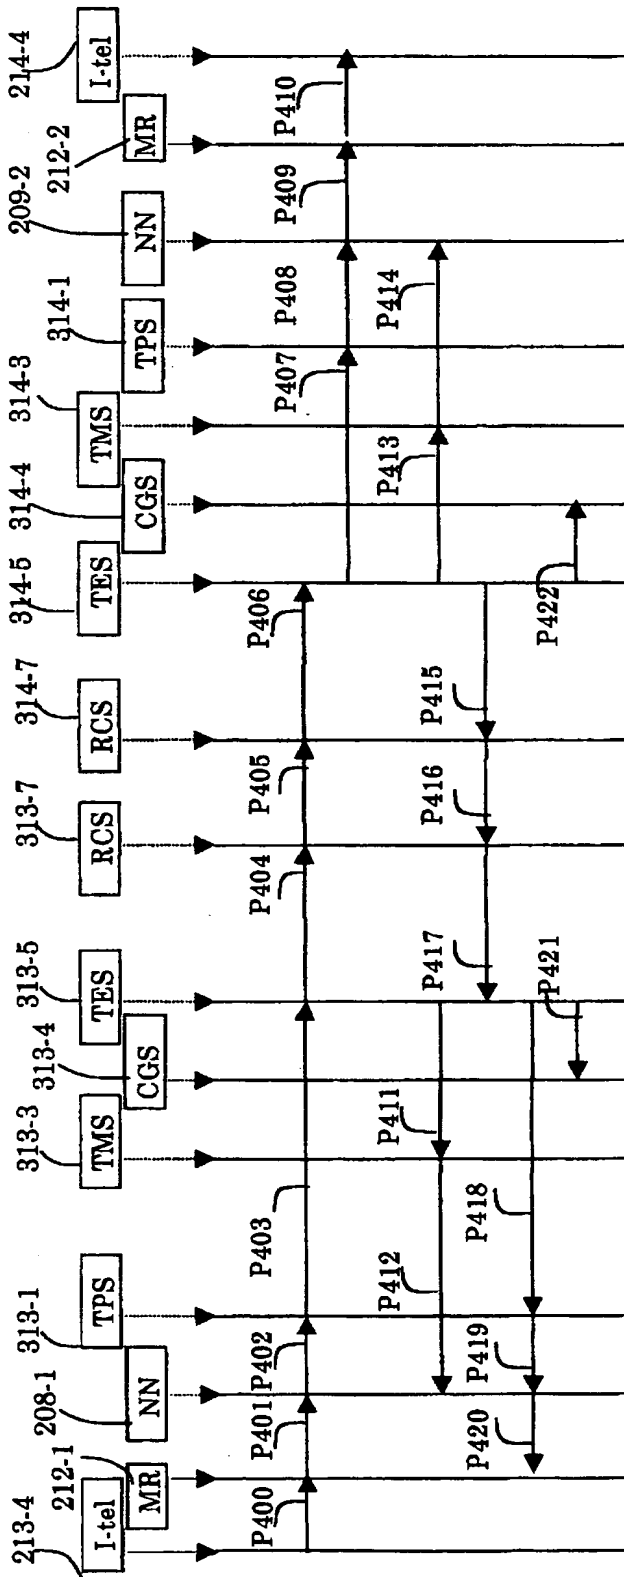 213-4
212-1
208-1
313-1
313-3
313-4
313-5
313-7
314-7
314-5
314-4
314-3
314-1
209-2
212-2
214-4
I-tel
MR
NN
TPS
TMS
CGS
TES
RCS
RCS
TES
CGS
TMS
TPS
NN
MR
I-tel
P400
P401
P402
P403
P404
P405
P406
P407
P408
P409
P410
P412
P411
P413
P414
P420
P419
P418
P417
P416
P415
P421
P422